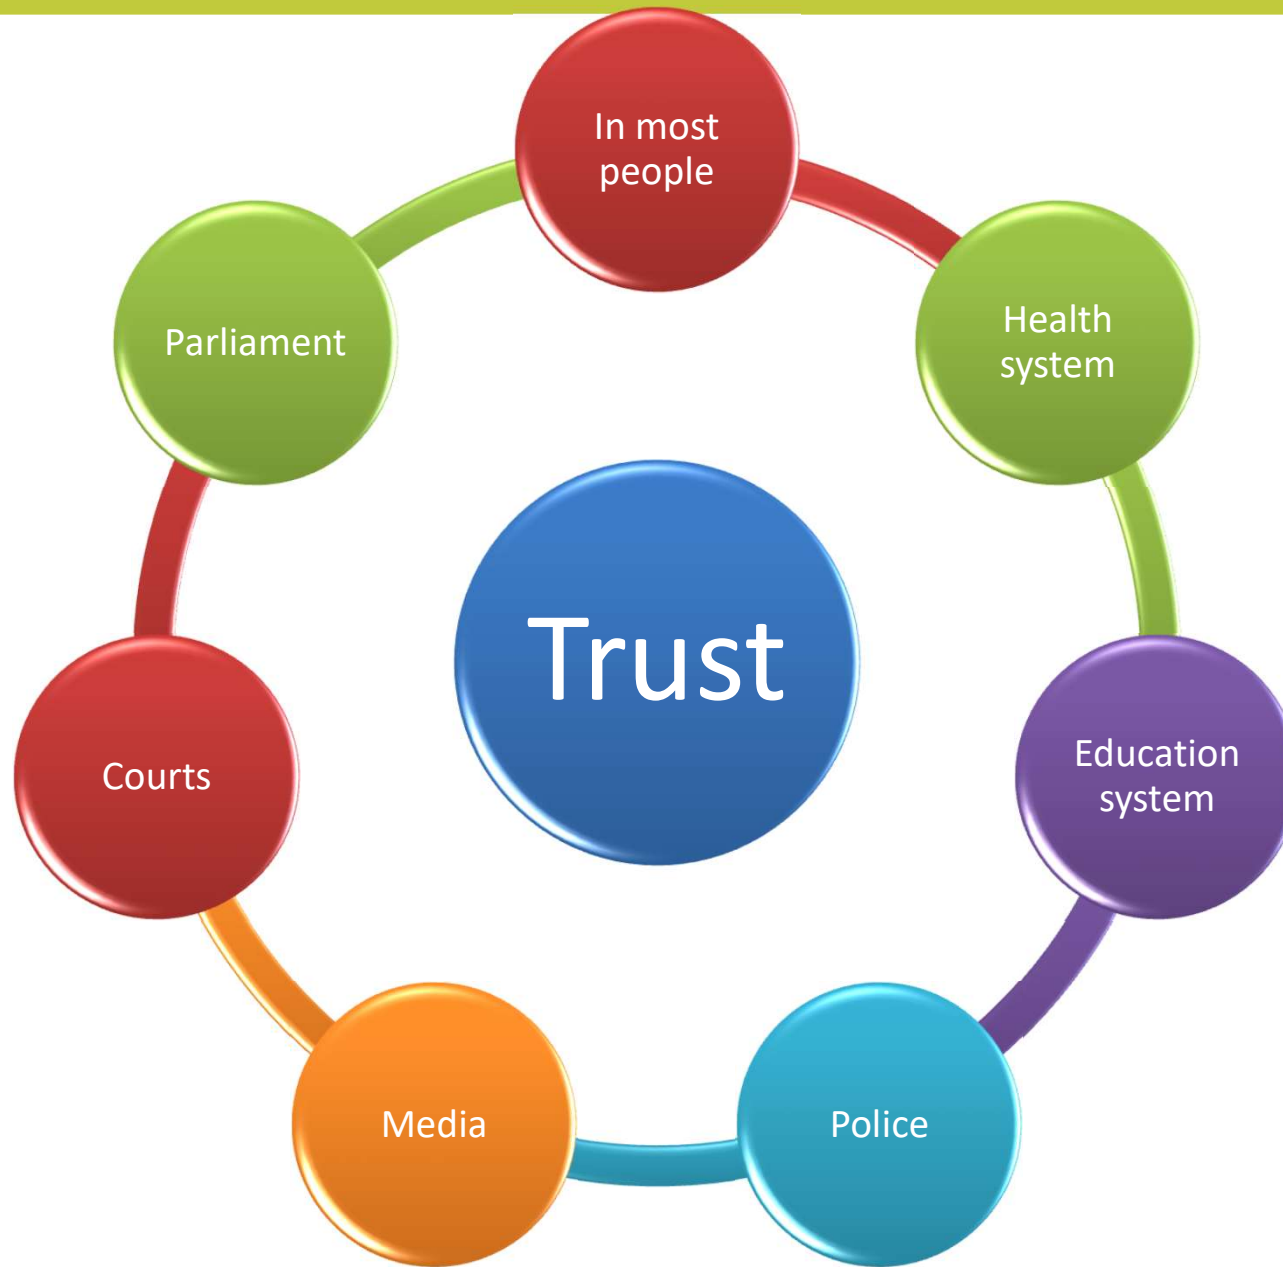 In most
people
Health
system
Education
system
Police
Media
Courts
Parliament
Trust